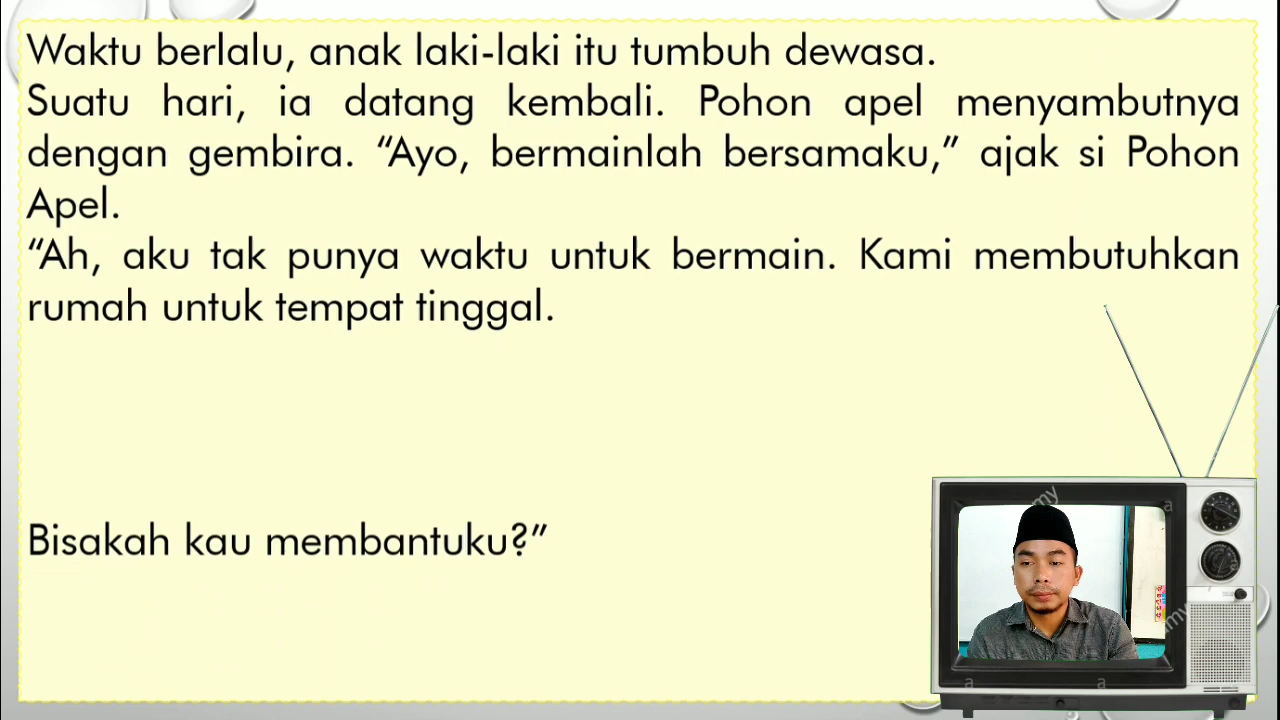 Waktu berlalu, anak laki-laki itu tumbuh dewasa.
Suatu hari, ia datang kembali. Pohon apel menyambutnya
dengan gembira. “Ayo, bermainlah bersamaku,” ajak si Pohon
Apel.
“Ah, aku tak punya waktu untuk bermain. Kami membutuhkan
rumah untuk tempat tinggal.
Bisakah kau membantuku?”